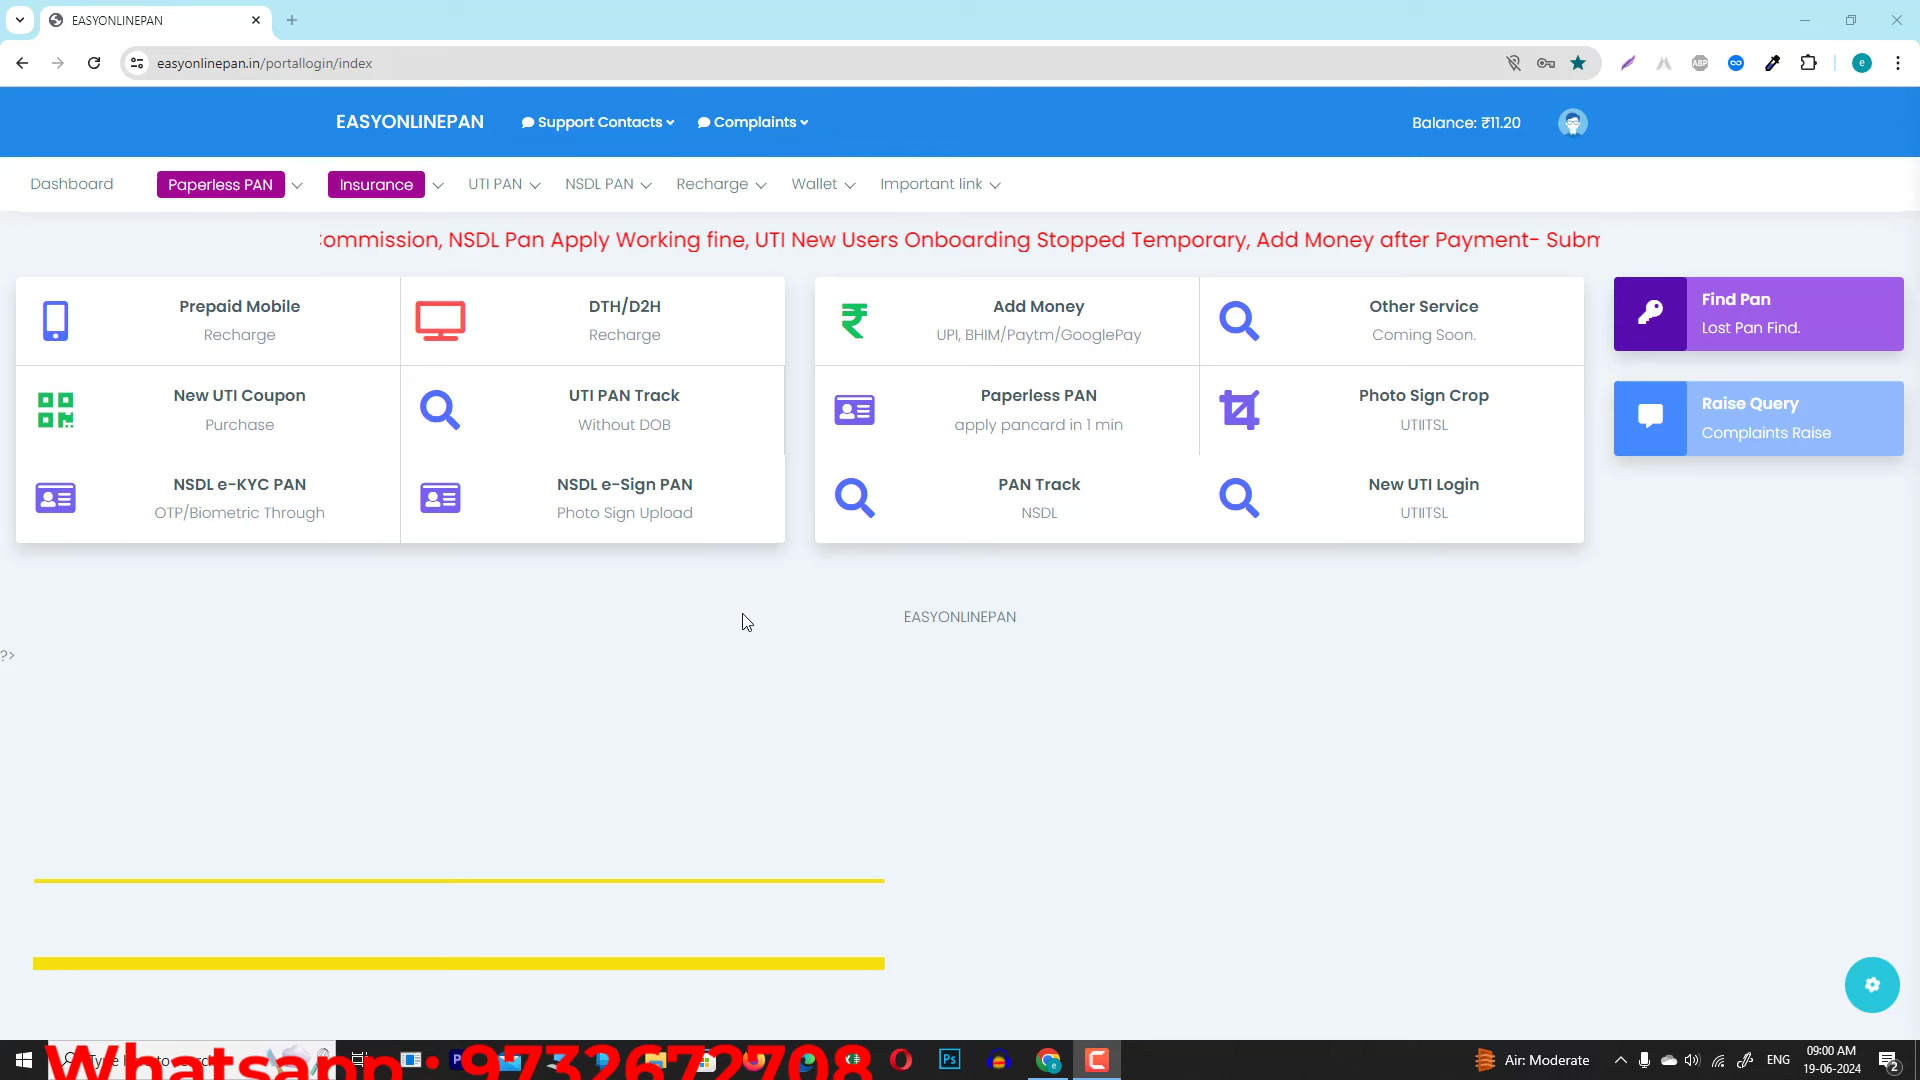 EASYONLINEPAN
easyonlinepan.in/portallogin/index
ABP
e
EASYONLINEPAN
Support Contacts
Complaints
Balance: ₹11.20
Dashboard
Paperless PAN
Insurance
UTI PAN
NSDL PAN
Recharge
Wallet
Important link
ommission, NSDL Pan Apply Working fine, UTI New Users Onboarding Stopped Temporary, Add Money after Payment- Subm
Prepaid Mobile
Recharge
DTH/D2H
Recharge
New UTI Coupon
Purchase
UTI PAN Track
Without DOB
NSDL e-KYC PAN
OTP/Biometric Through
NSDL e-Sign PAN
Photo Sign Upload
Add Money
UPI, BHIM/Paytm/GooglePay
Other Service
Coming Soon.
Paperless PAN
apply pancard in 1 min
Photo Sign Crop
UTIITSL
PAN Track
NSDL
New UTI Login
UTIITSL
Find Pan
Lost Pan Find.
Raise Query
Complaints Raise
EASYONLINEPAN
?>
Whatsapp : 9732672708
Ps
Air: Moderate
ENG
09:00 AM
19-06-2024
2